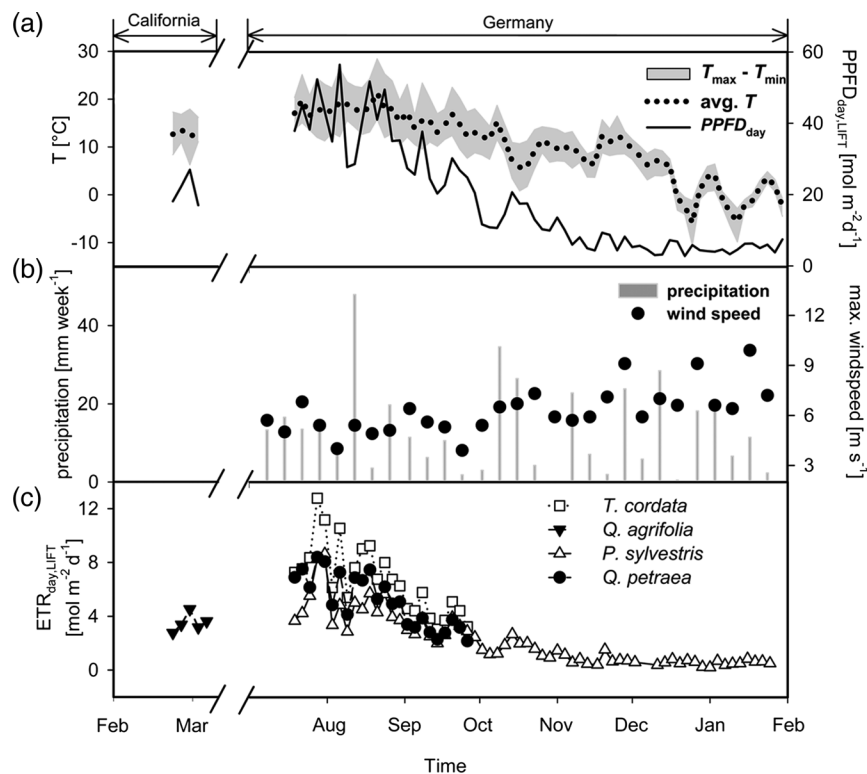 (a)
California
Germany
T [°C]
30
20
10
0
-10
T_max - T_min
avg. T
PPFD_day
60
40
20
0
PPFD_day,LIFT
[mol m⁻²d⁻¹]
(b)
precipitation [mm week⁻¹]
40
20
0
precipitation
wind speed
12
9
6
3
max. windspeed [m s⁻¹]
(c)
ETR_day,LIFT
[mol m⁻² d⁻¹]
12
8
4
0
T. cordata
Q. agrifolia
P. sylvestris
Q. petraea
Feb Mar Aug Sep Oct Nov Dec Jan Feb
Time